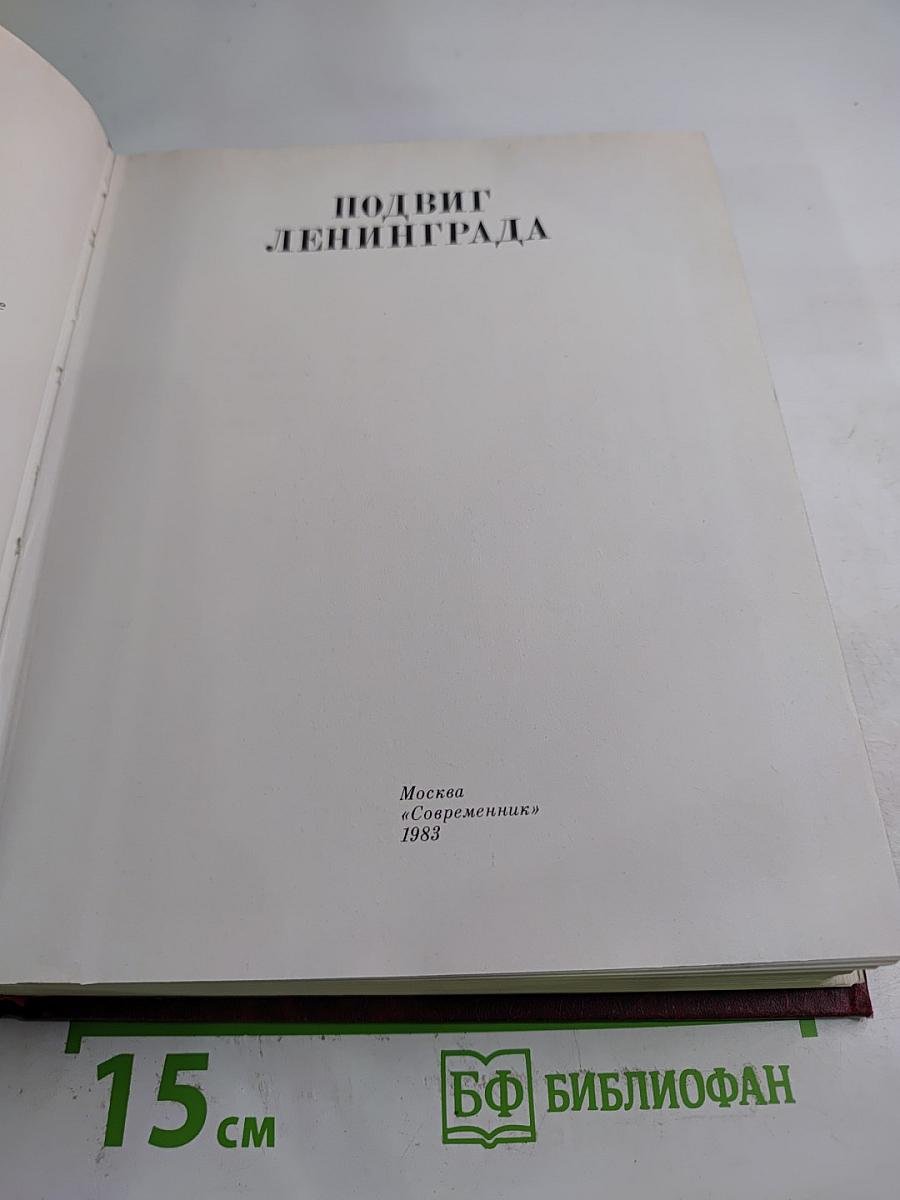 ПОДВИГ
ЛЕНИНГРАДА
е
Москва
«Современник»
1983
15 см
БФ БИБЛИОФАН